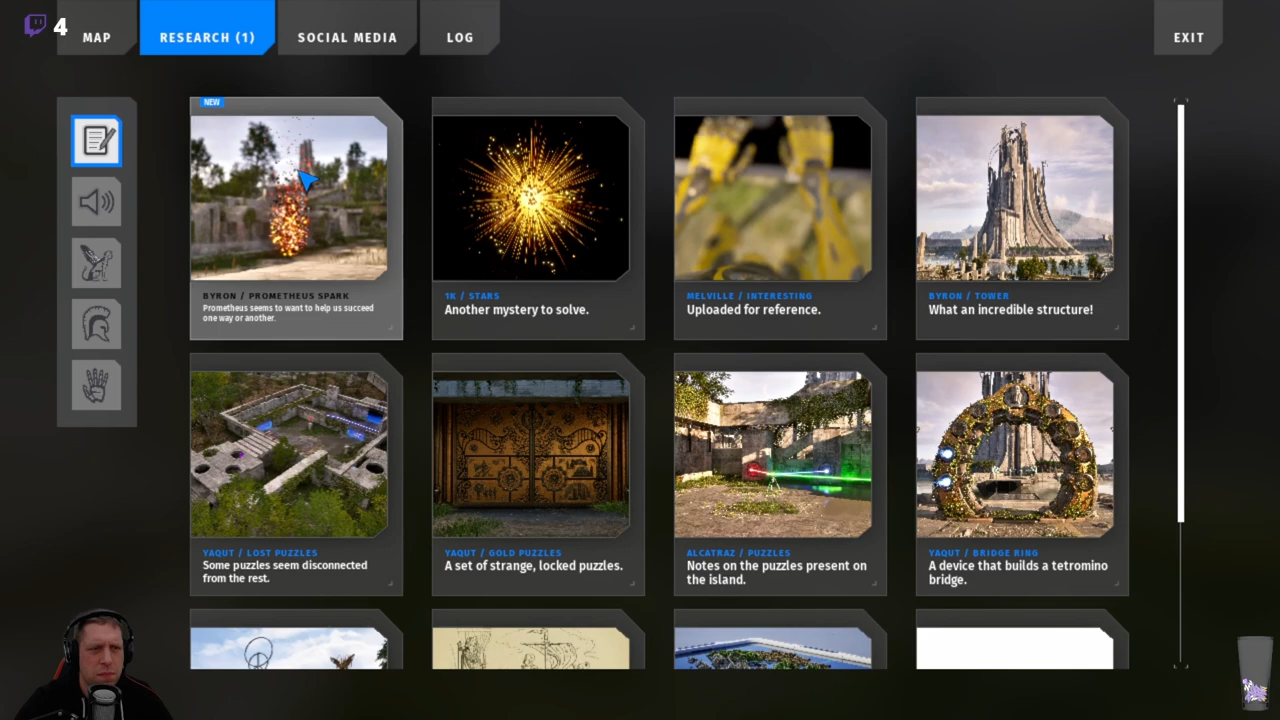 4
MAP
RESEARCH (1)
SOCIAL MEDIA
LOG
EXIT
NEW
BYRON / PROMETHEUS SPARK
Prometheus seems to want to help us succeed
one way or another.
1K / STARS
Another mystery to solve.
MELVILLE / INTERESTING
Uploaded for reference.
BYRON / TOWER
What an incredible structure!
YAQUT / LOST PUZZLES
Some puzzles seem disconnected
from the rest.
YAQUT / GOLD PUZZLES
A set of strange, locked puzzles.
ALCATRAZ / PUZZLES
Notes on the puzzles present on
the island.
YAQUT / BRIDGE RING
A device that builds a tetromino
bridge.